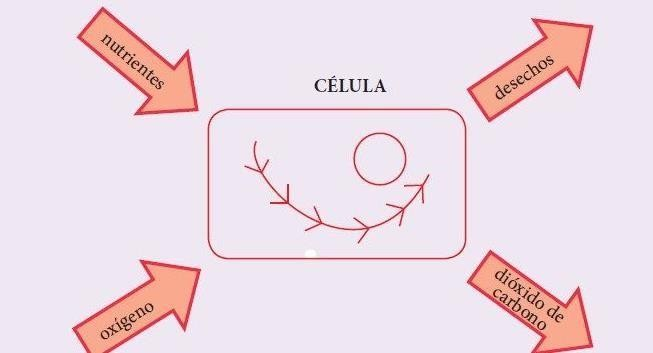 nutrientes
desechos
CÉLULA
oxígeno
dióxido de
carbono